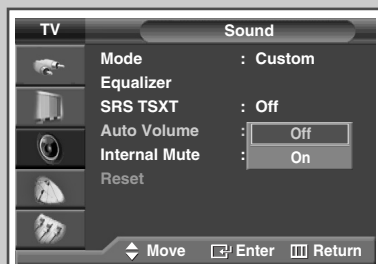 TV Sound
Mode : Custom
Equalizer
SRS TSXT : Off
Auto Volume : Off
Internal Mute : On
Reset
Move Enter Return